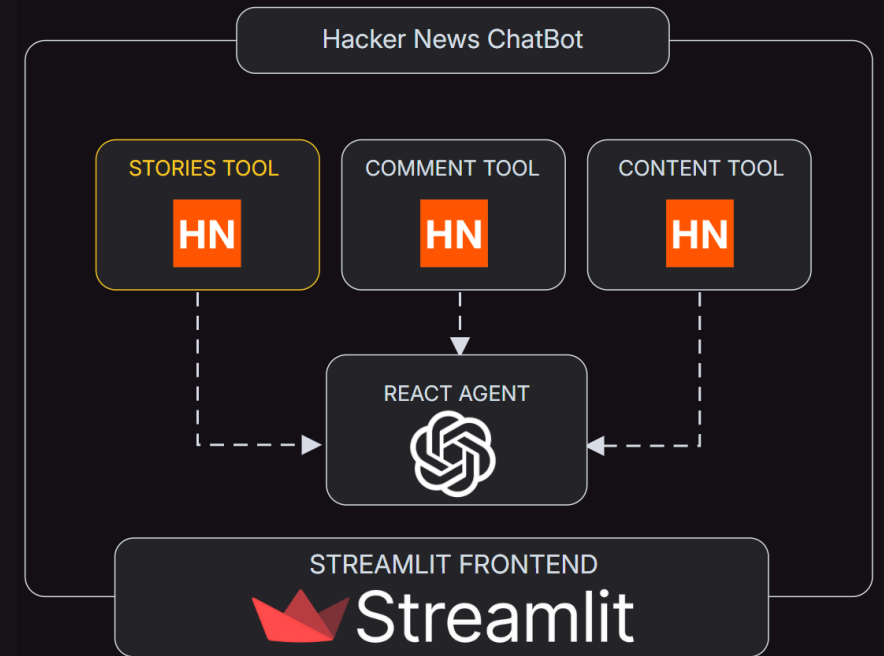 Hacker News ChatBot
STORIES TOOL
HN
COMMENT TOOL
HN
CONTENT TOOL
HN
REACT AGENT
STREAMLIT FRONTEND
Streamlit